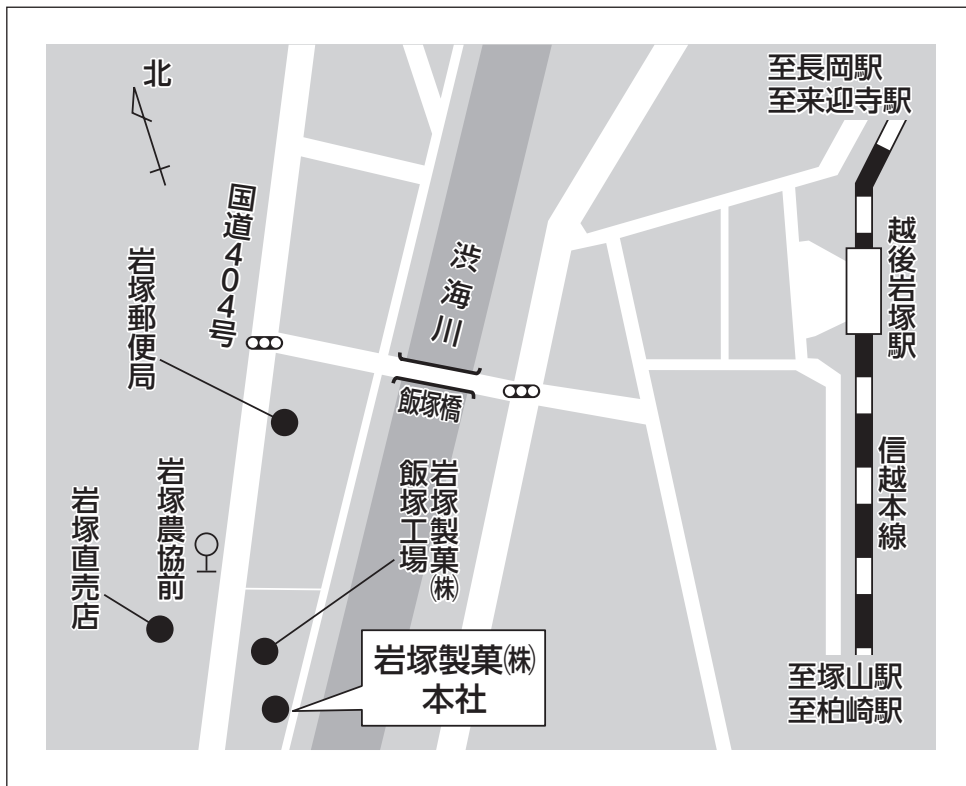 北
至長岡駅
至来迎寺駅
国道404号
渋海川
越後岩塚駅
岩塚郵便局
飯塚橋
信越本線
岩塚製菓㈱
飯塚工場
岩塚農協前
岩塚直売店
岩塚製菓㈱
本社
至塚山駅
至柏崎駅